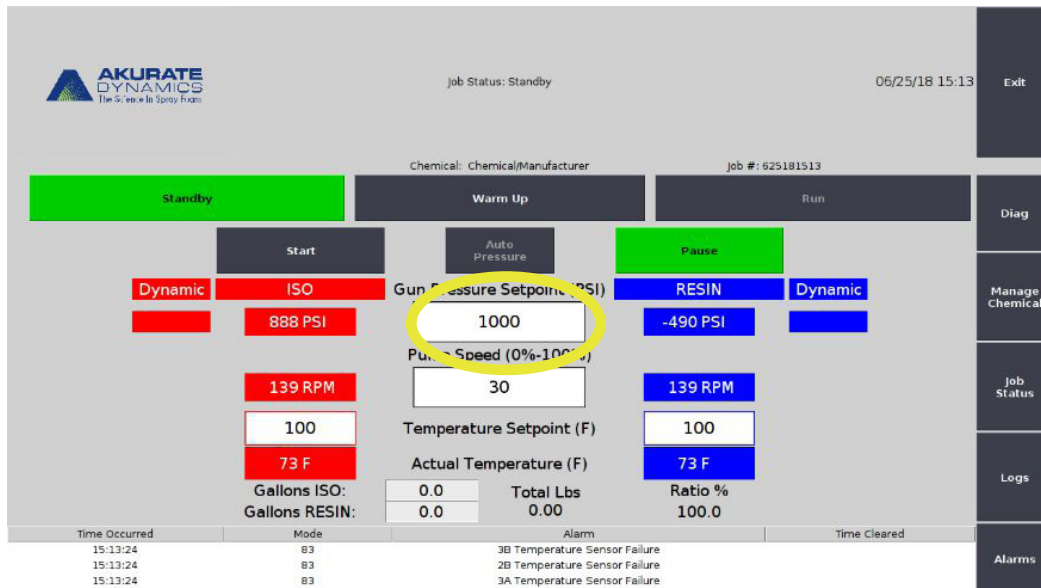 AKURATE
DYNAMICS
The Science In Spray Foam
Job Status: Standby
06/25/18 15:13
Exit
Chemical: Chemical/Manufacturer
Job #: 625181513
Standby
Warm Up
Run
Diag
Start
Auto
Pressure
Pause
Dynamic
ISO
Gun Pressure Setpoint (PSI)
RESIN
Dynamic
Manage
Chemical
888 PSI
1000
-490 PSI
Pump Speed (0%-100%)
139 RPM
30
139 RPM
Job
Status
100
Temperature Setpoint (F)
100
73 F
Actual Temperature (F)
73 F
Logs
Gallons ISO:
0.0
Total Lbs
Ratio %
Gallons RESIN:
0.0
0.00
100.0
Time Occurred
Mode
Alarm
Time Cleared
15:13:24
83
3B Temperature Sensor Failure
15:13:24
83
2B Temperature Sensor Failure
15:13:24
83
3A Temperature Sensor Failure
Alarms